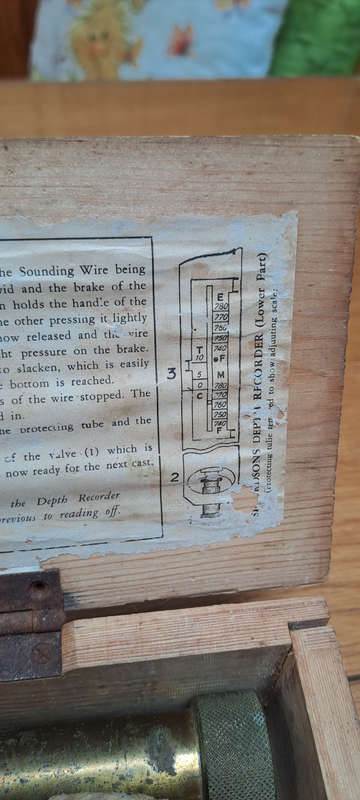 he Sounding Wire being
vid and the brake of the
n holds the handle of the
he other pressing it lightly
now released and the wire
ht pressure on the brake.
to slacken, which is easily
e bottom is reached.
s of the wire stopped. The
d in.
he protecting tube and the
of the valve (1) which is
now ready for the next cast.
the Depth Recorder
previous to reading off.
3
T
10
5
0
C
E
780
770
760
750
740
F
M
780
770
760
750
740
F
2
DEPTH RECORDER (Lower Part)
(Protecting tube to show adjusting scale)